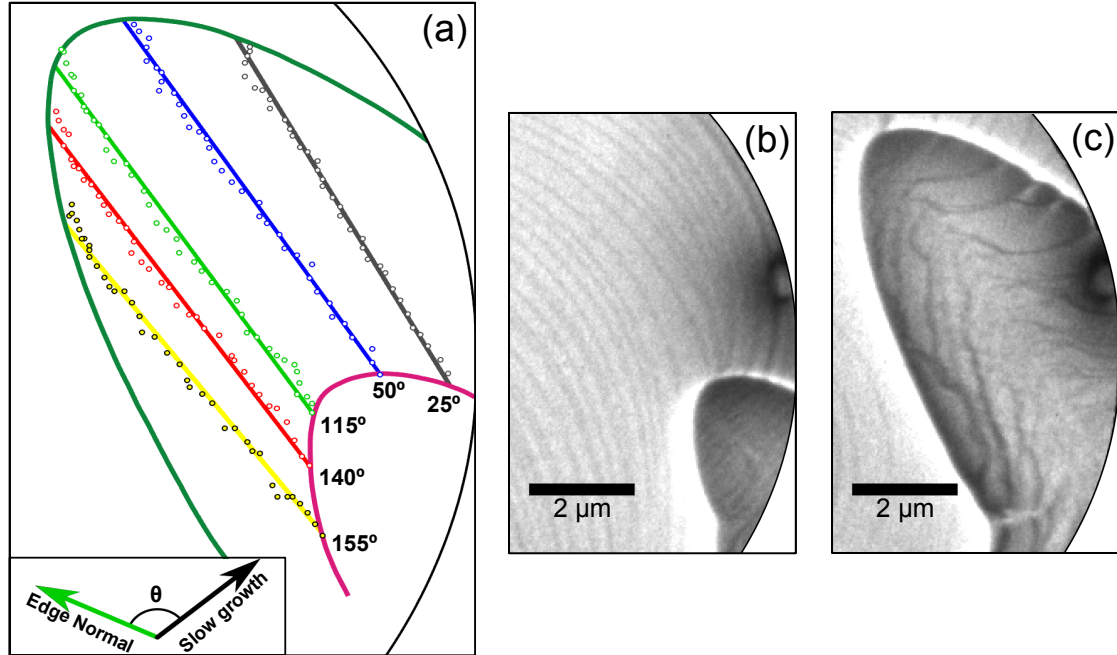 (a)
50º
25º
115º
140º
155º
θ
Edge Normal
Slow growth
(b)
2 µm
(c)
2 µm